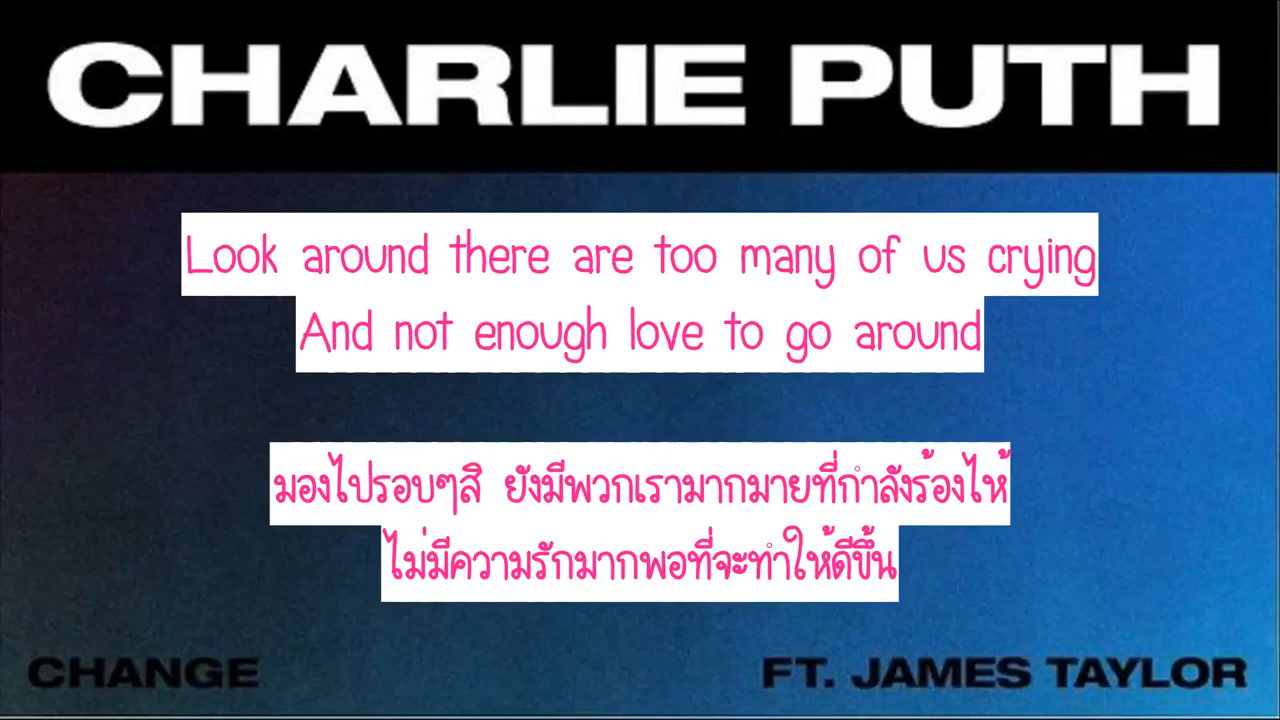 CHARLIE PUTH
Look around there are too many of us crying
And not enough love to go around
มองไปรอบๆสิ ยังมีพวกเรามากมายที่กำลังร้องไห้
ไม่มีความรักมากพอที่จะทำให้ดีขึ้น
CHANGE
FT. JAMES TAYLOR